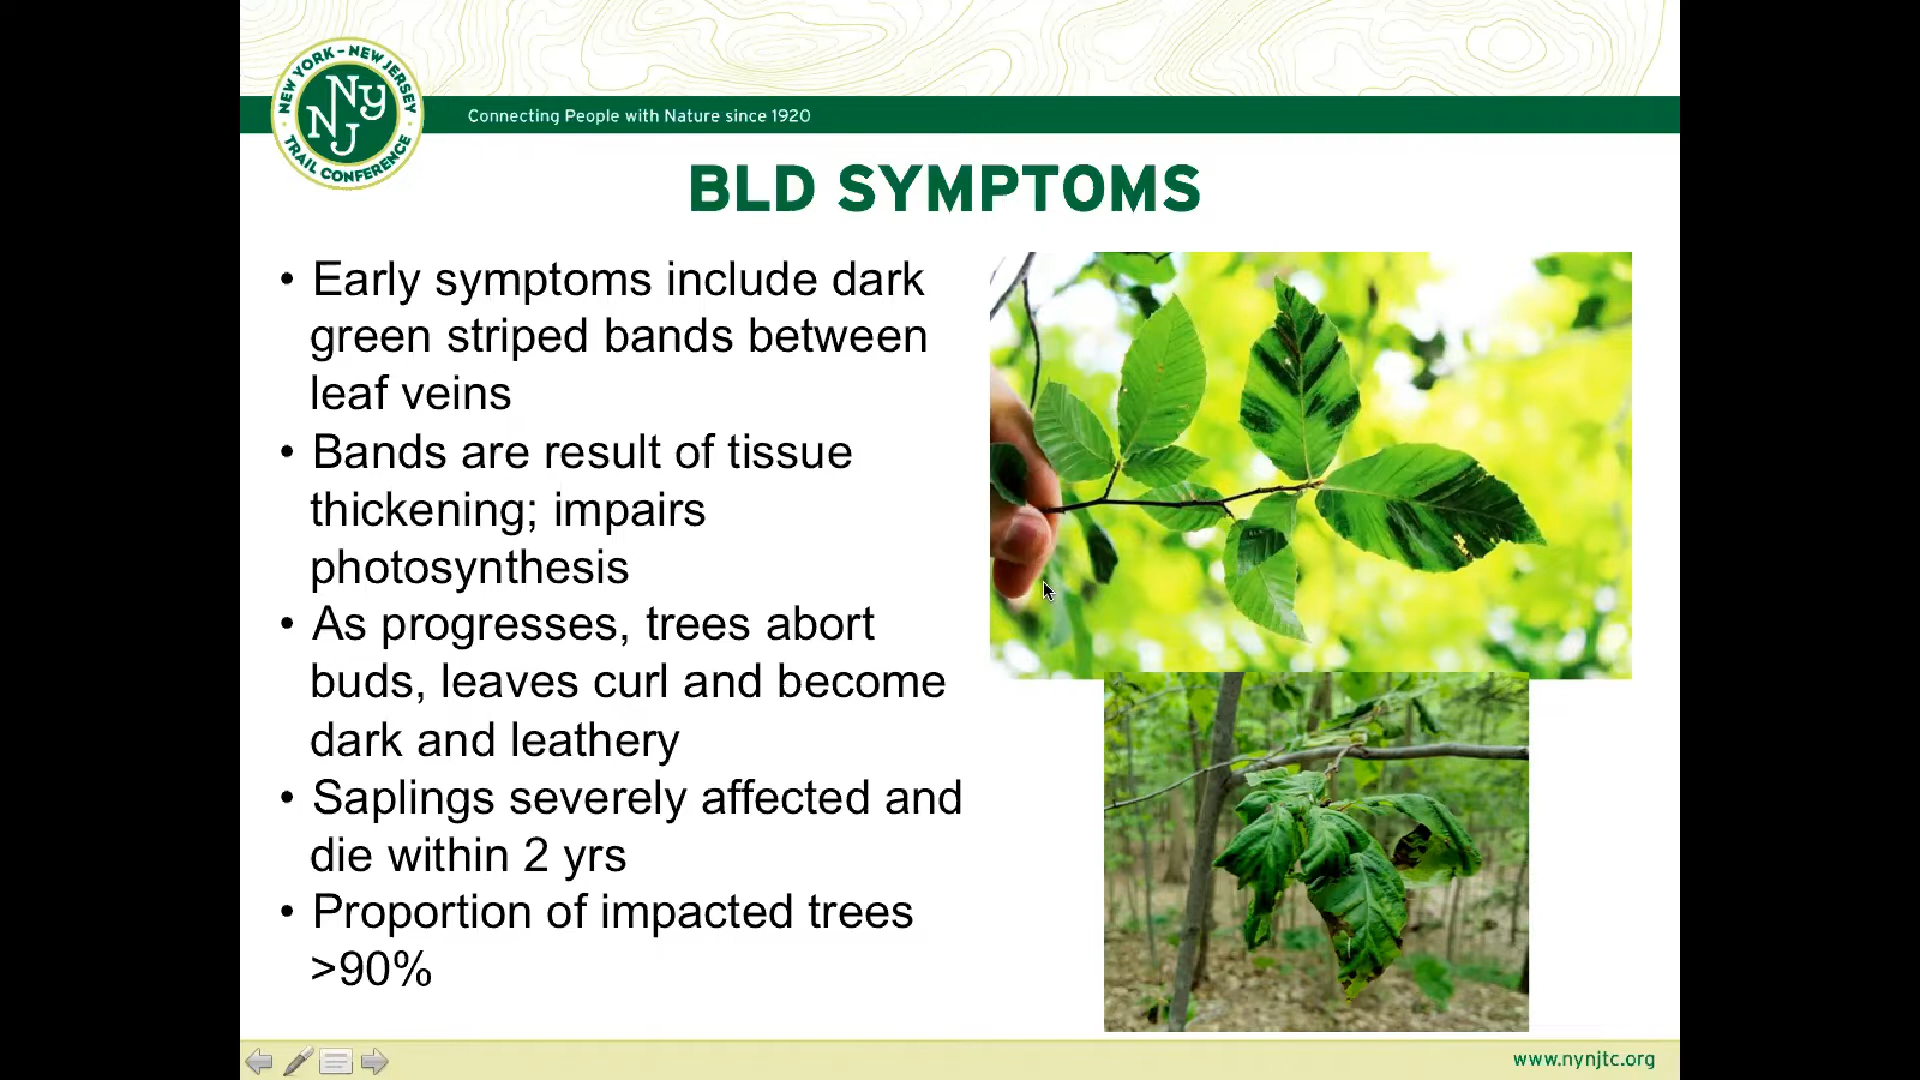 NEW YORK - NEW JERSEY
NY
NJ
TRAIL CONFERENCE
Connecting People with Nature since 1920
BLD SYMPTOMS
• Early symptoms include dark
green striped bands between
leaf veins
• Bands are result of tissue
thickening; impairs
photosynthesis
• As progresses, trees abort
buds, leaves curl and become
dark and leathery
• Saplings severely affected and
die within 2 yrs
• Proportion of impacted trees
>90%
www.nynjtc.org